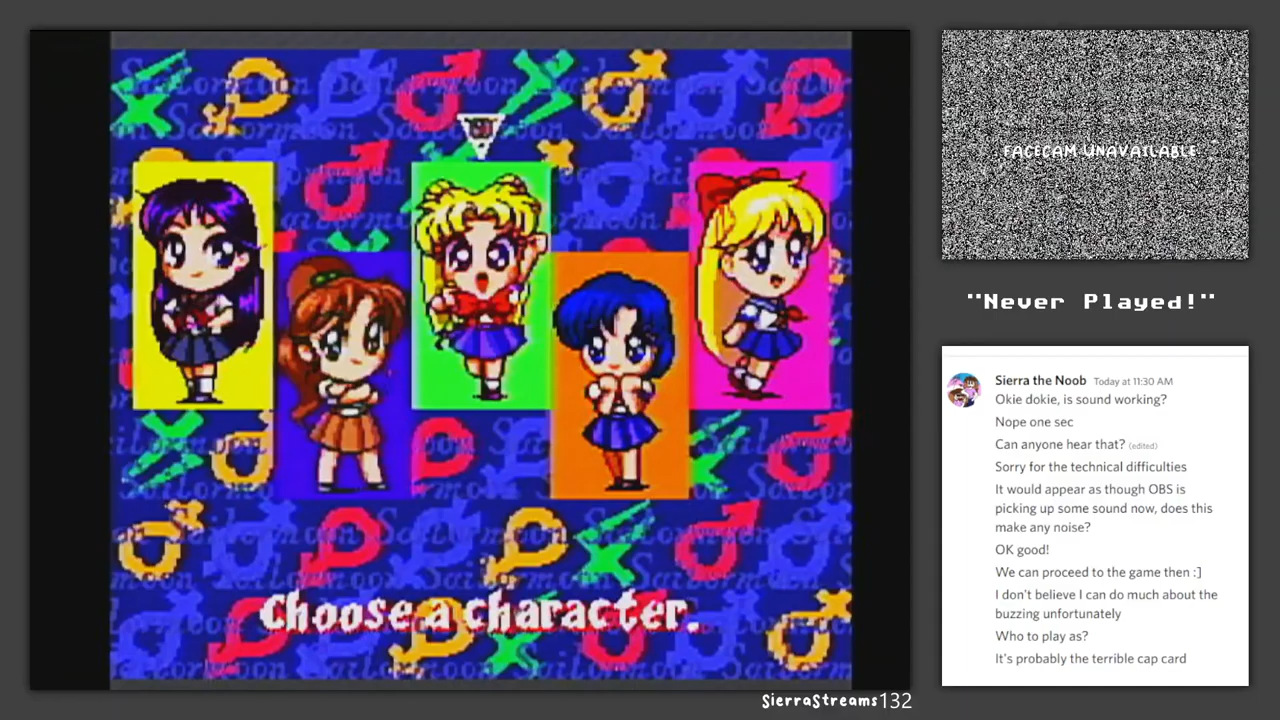 Choose a character.
SierraStreams132
FACECAM UNAVAILABLE
"Never Played!"
Sierra the Noob Today at 11:30 AM
Okie dokie, is sound working?
Nope one sec
Can anyone hear that? (edited)
Sorry for the technical difficulties
It would appear as though OBS is
picking up some sound now, does this
make any noise?
OK good!
We can proceed to the game then :]
I don't believe I can do much about the
buzzing unfortunately
Who to play as?
It's probably the terrible cap card